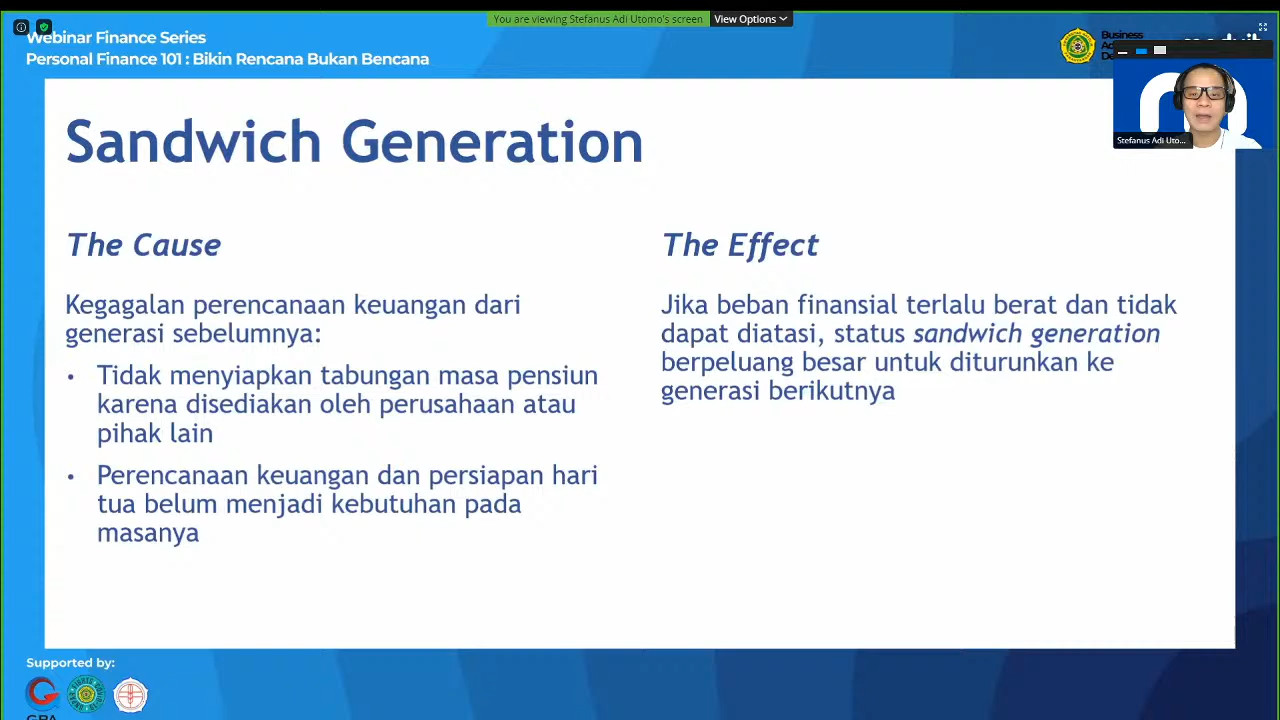 You are viewing Stefanus Adi Utomo's screen
View Options
Webinar Finance Series
Personal Finance 101 : Bikin Rencana Bukan Bencana
Business
Stefanus Adi Uto...
Sandwich Generation
The Cause
Kegagalan perencanaan keuangan dari
generasi sebelumnya:
• Tidak menyiapkan tabungan masa pensiun
karena disediakan oleh perusahaan atau
pihak lain
• Perencanaan keuangan dan persiapan hari
tua belum menjadi kebutuhan pada
masanya
The Effect
Jika beban finansial terlalu berat dan tidak
dapat diatasi, status sandwich generation
berpeluang besar untuk diturunkan ke
generasi berikutnya
Supported by: